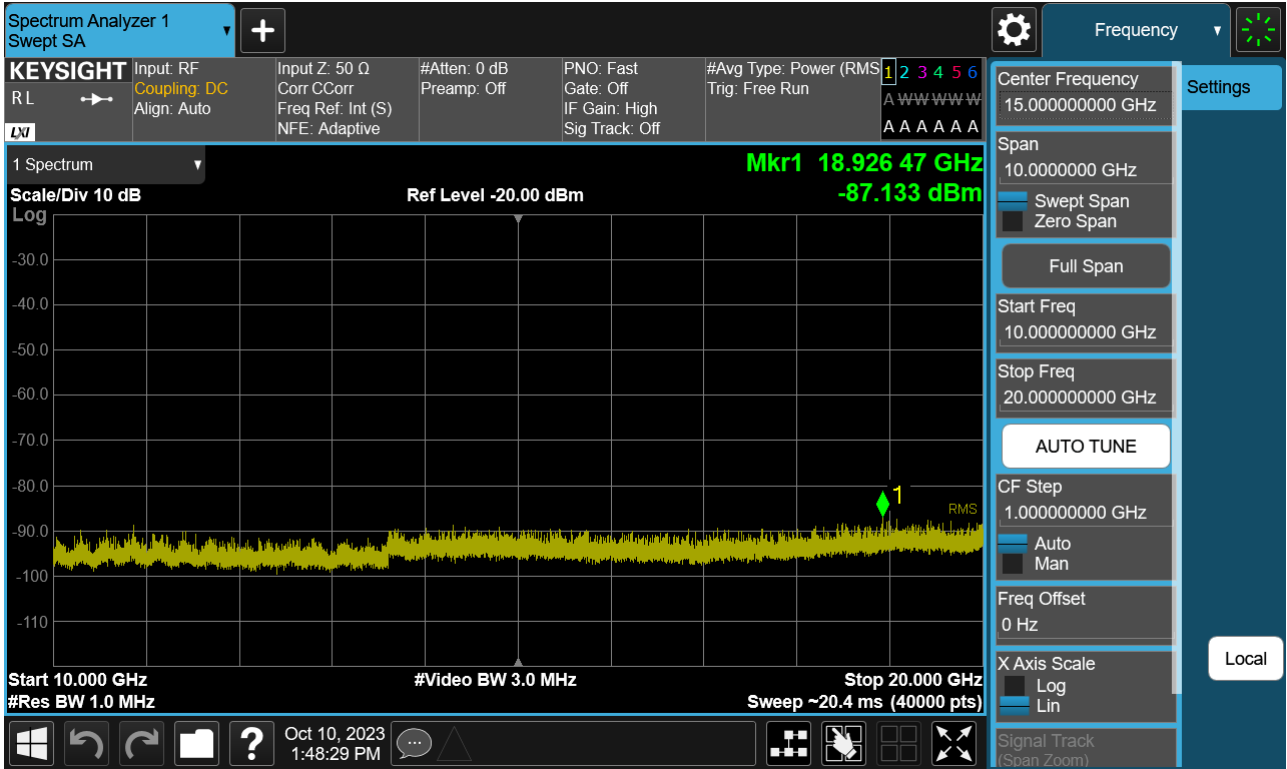 Spectrum Analyzer 1
Swept SA
Frequency
KEYSIGHT
R L
LXI
Input: RF
Coupling: DC
Align: Auto
Input Z: 50 Ω
Corr CCorr
Freq Ref: Int (S)
NFE: Adaptive
#Atten: 0 dB
Preamp: Off
PNO: Fast
Gate: Off
IF Gain: High
Sig Track: Off
#Avg Type: Power (RMS
Trig: Free Run
1 2 3 4 5 6
A W W W W W
A A A A A A
1 Spectrum
Scale/Div 10 dB
Log
Ref Level -20.00 dBm
Mkr1 18.926 47 GHz
-87.133 dBm
-30.0
-40.0
-50.0
-60.0
-70.0
-80.0
-90.0
-100
-110
1
RMS
Start 10.000 GHz
#Res BW 1.0 MHz
#Video BW 3.0 MHz
Stop 20.000 GHz
Sweep ~20.4 ms (40000 pts)
Center Frequency
15.000000000 GHz
Span
10.0000000 GHz
Swept Span
Zero Span
Full Span
Start Freq
10.000000000 GHz
Stop Freq
20.000000000 GHz
AUTO TUNE
CF Step
1.000000000 GHz
Auto
Man
Freq Offset
0 Hz
X Axis Scale
Log
Lin
Signal Track
(Span Zoom)
Settings
Local
?
Oct 10, 2023
1:48:29 PM